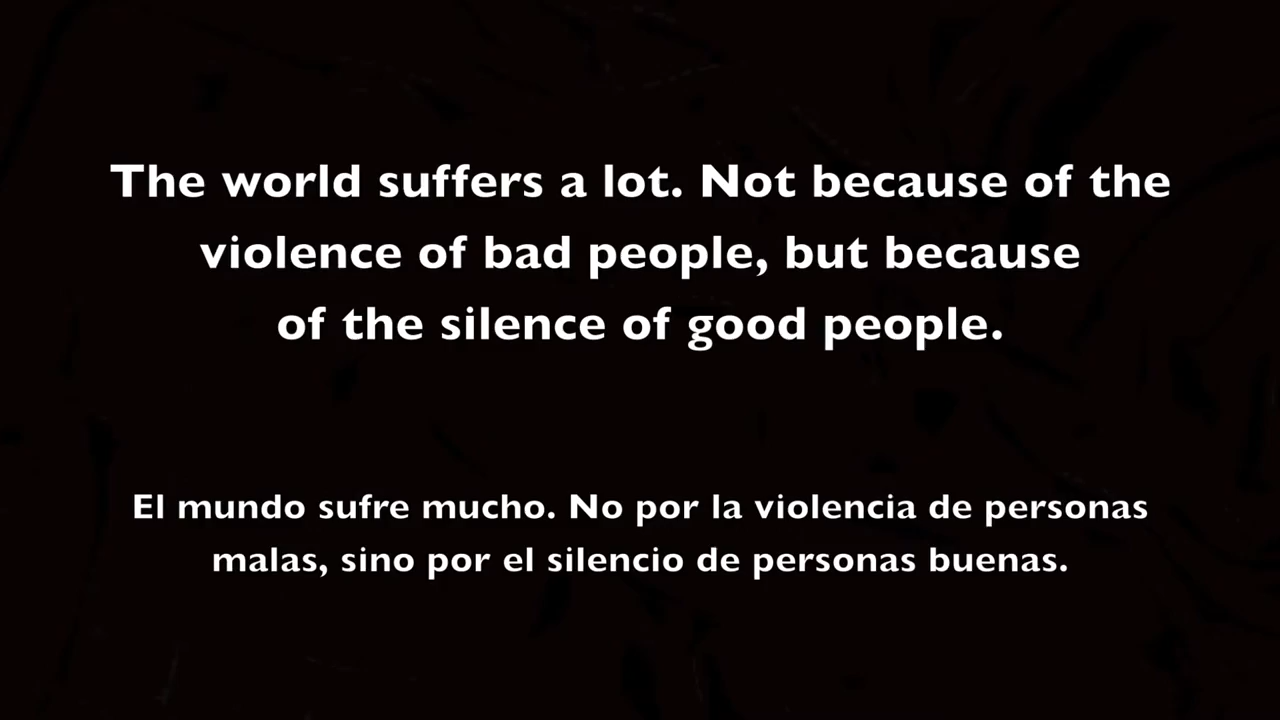 The world suffers a lot. Not because of the
violence of bad people, but because
of the silence of good people.
El mundo sufre mucho. No por la violencia de personas
malas, sino por el silencio de personas buenas.